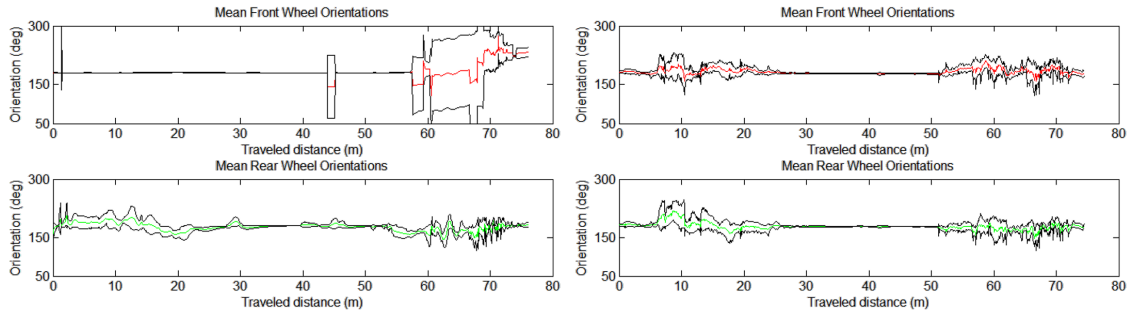 Mean Front Wheel Orientations
300
150
50
Orientation (deg)
0 10 20 30 40 50 60 70 80
Traveled distance (m)
Mean Rear Wheel Orientations
300
150
50
Orientation (deg)
0 10 20 30 40 50 60 70 80
Traveled distance (m)
Mean Front Wheel Orientations
300
150
50
Orientation (deg)
0 10 20 30 40 50 60 70 80
Traveled distance (m)
Mean Rear Wheel Orientations
300
150
50
Orientation (deg)
0 10 20 30 40 50 60 70 80
Traveled distance (m)